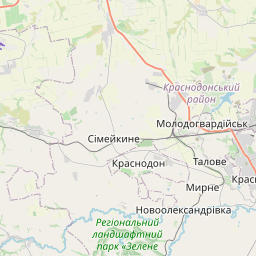 Краснодонський
район
Молодогвардійськ
Сімейкине
Краснодон
Талове
Мирне
Новоолександрівка
Регіональний
ландшафтний
парк «Зелене